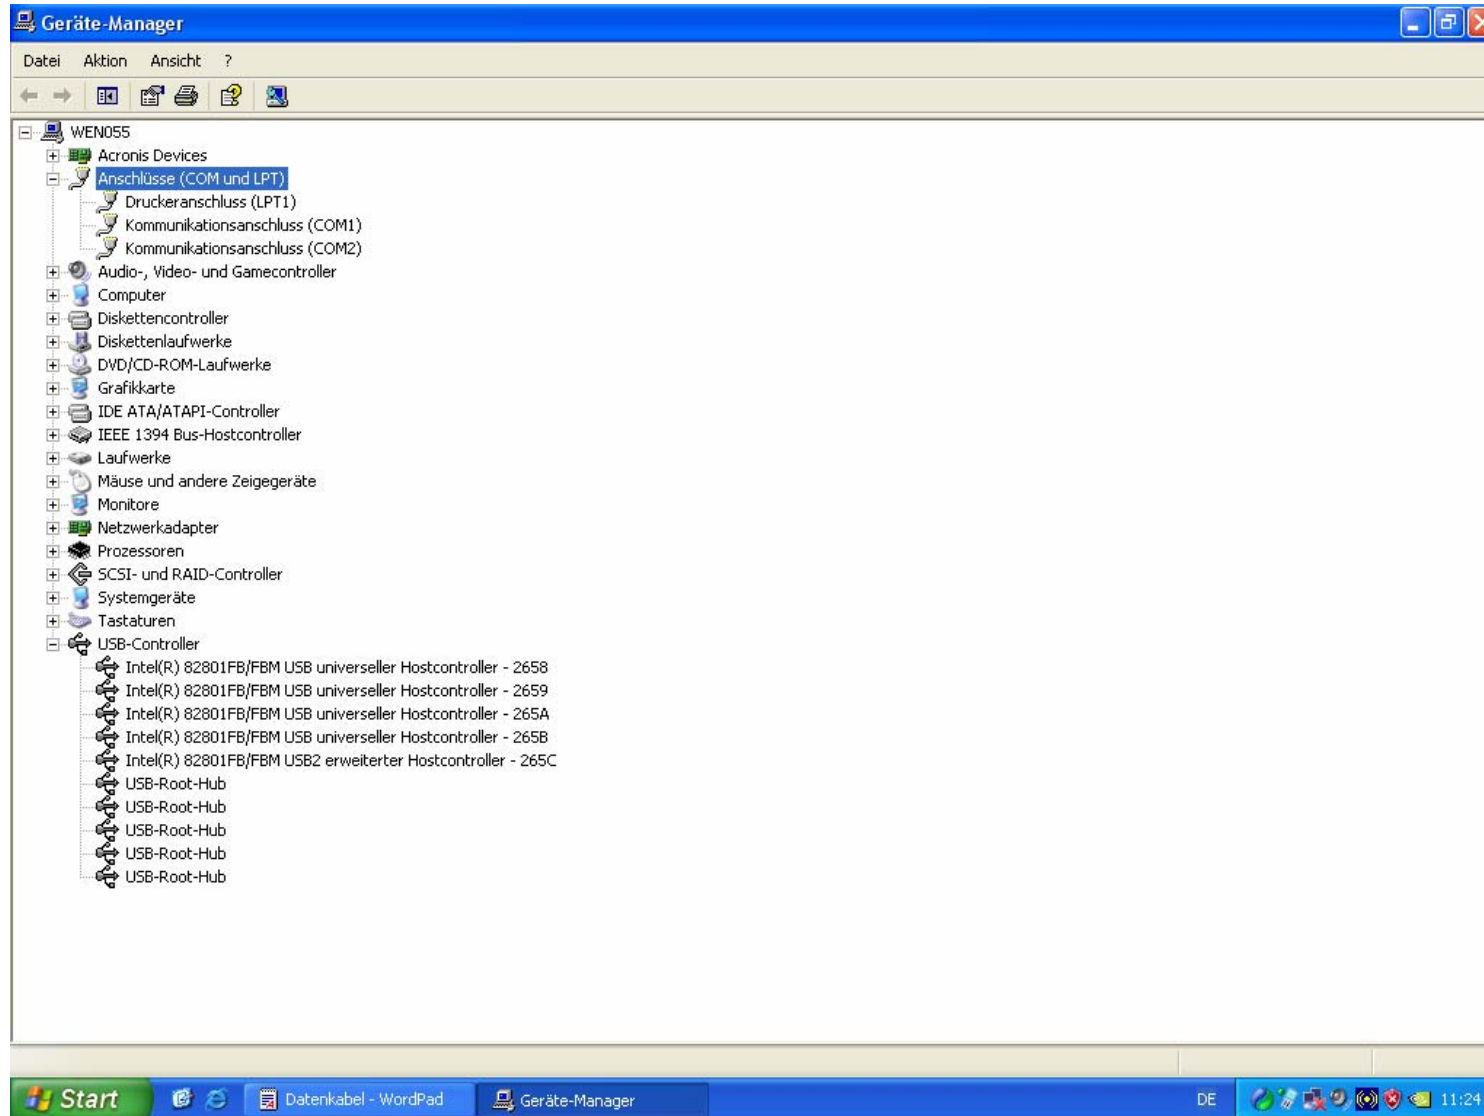 Geräte-Manager
Datei Aktion Ansicht ?
WEN055
Acronis Devices
Anschlüsse (COM und LPT)
Druckeranschluss (LPT1)
Kommunikationsanschluss (COM1)
Kommunikationsanschluss (COM2)
Audio-, Video- und Gamecontroller
Computer
Diskettencontroller
Diskettenlaufwerke
DVD/CD-ROM-Laufwerke
Grafikkarte
IDE ATA/ATAPI-Controller
IEEE 1394 Bus-Hostcontroller
Laufwerke
Mäuse und andere Zeigegeräte
Monitore
Netzwerkadapter
Prozessoren
SCSI- und RAID-Controller
Systemgeräte
Tastaturen
USB-Controller
Intel(R) 82801FB/FBM USB universeller Hostcontroller - 2658
Intel(R) 82801FB/FBM USB universeller Hostcontroller - 2659
Intel(R) 82801FB/FBM USB universeller Hostcontroller - 265A
Intel(R) 82801FB/FBM USB universeller Hostcontroller - 265B
Intel(R) 82801FB/FBM USB2 erweiterter Hostcontroller - 265C
USB-Root-Hub
USB-Root-Hub
USB-Root-Hub
USB-Root-Hub
USB-Root-Hub
Start Datenkabel - WordPad Geräte-Manager DE 11:24